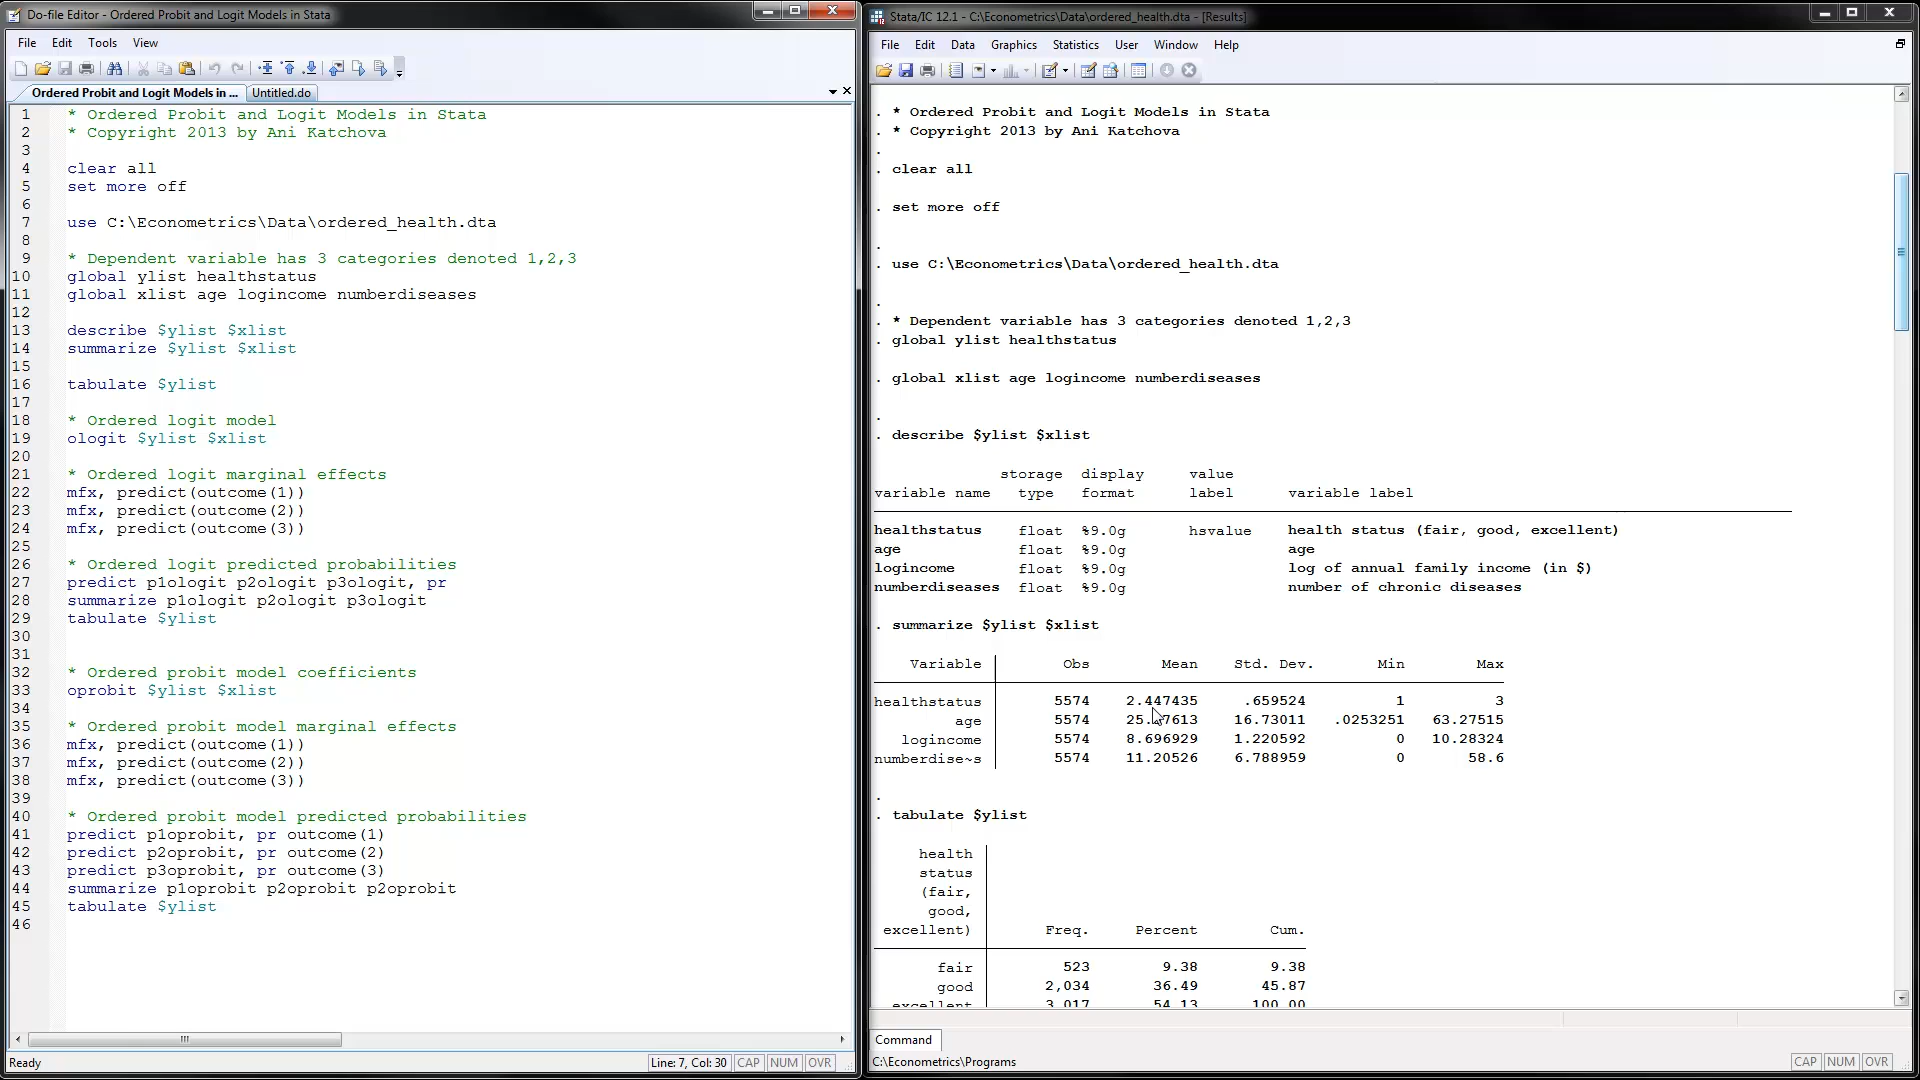 Do-file Editor - Ordered Probit and Logit Models in Stata
File Edit Tools View
Ordered Probit and Logit Models in ... Untitled.do
1 * Ordered Probit and Logit Models in Stata
2 * Copyright 2013 by Ani Katchova
3
4 clear all
5 set more off
6
7 use C:\Econometrics\Data\ordered_health.dta
8
9 * Dependent variable has 3 categories denoted 1,2,3
10 global ylist healthstatus
11 global xlist age logincome numberdiseases
12
13 describe $ylist $xlist
14 summarize $ylist $xlist
15
16 tabulate $ylist
17
18 * Ordered logit model
19 ologit $ylist $xlist
20
21 * Ordered logit marginal effects
22 mfx, predict(outcome(1))
23 mfx, predict(outcome(2))
24 mfx, predict(outcome(3))
25
26 * Ordered logit predicted probabilities
27 predict p1ologit p2ologit p3ologit, pr
28 summarize p1ologit p2ologit p3ologit
29 tabulate $ylist
30
31
32 * Ordered probit model coefficients
33 oprobit $ylist $xlist
34
35 * Ordered probit model marginal effects
36 mfx, predict(outcome(1))
37 mfx, predict(outcome(2))
38 mfx, predict(outcome(3))
39
40 * Ordered probit model predicted probabilities
41 predict p1oprobit, pr outcome(1)
42 predict p2oprobit, pr outcome(2)
43 predict p3oprobit, pr outcome(3)
44 summarize p1oprobit p2oprobit p2oprobit
45 tabulate $ylist
46
Ready Line: 7, Col: 30 CAP NUM OVR
Stata/IC 12.1 - C:\Econometrics\Data\ordered_health.dta - [Results]
File Edit Data Graphics Statistics User Window Help
. * Ordered Probit and Logit Models in Stata
. * Copyright 2013 by Ani Katchova
.
. clear all
. set more off
.
. use C:\Econometrics\Data\ordered_health.dta
.
. * Dependent variable has 3 categories denoted 1,2,3
. global ylist healthstatus
. global xlist age logincome numberdiseases
.
. describe $ylist $xlist
storage display value
variable name type format label variable label
healthstatus float %9.0g hsvalue health status (fair, good, excellent)
age float %9.0g age
logincome float %9.0g log of annual family income (in $)
numberdiseases float %9.0g number of chronic diseases
. summarize $ylist $xlist
Variable Obs Mean Std. Dev. Min Max
healthstatus 5574 2.447435 .659524 1 3
age 5574 16.73011 .0253251 63.27515
logincome 5574 8.696929 1.220592 0 10.28324
numberdise~s 5574 11.20526 6.788959 0 58.6
.
. tabulate $ylist
health
status
(fair,
good,
excellent) Freq. Percent Cum.
fair 523 9.38 9.38
good 2,034 36.49 45.87
excellent 3,017 54.13 100.00
Command
C:\Econometrics\Programs CAP NUM OVR